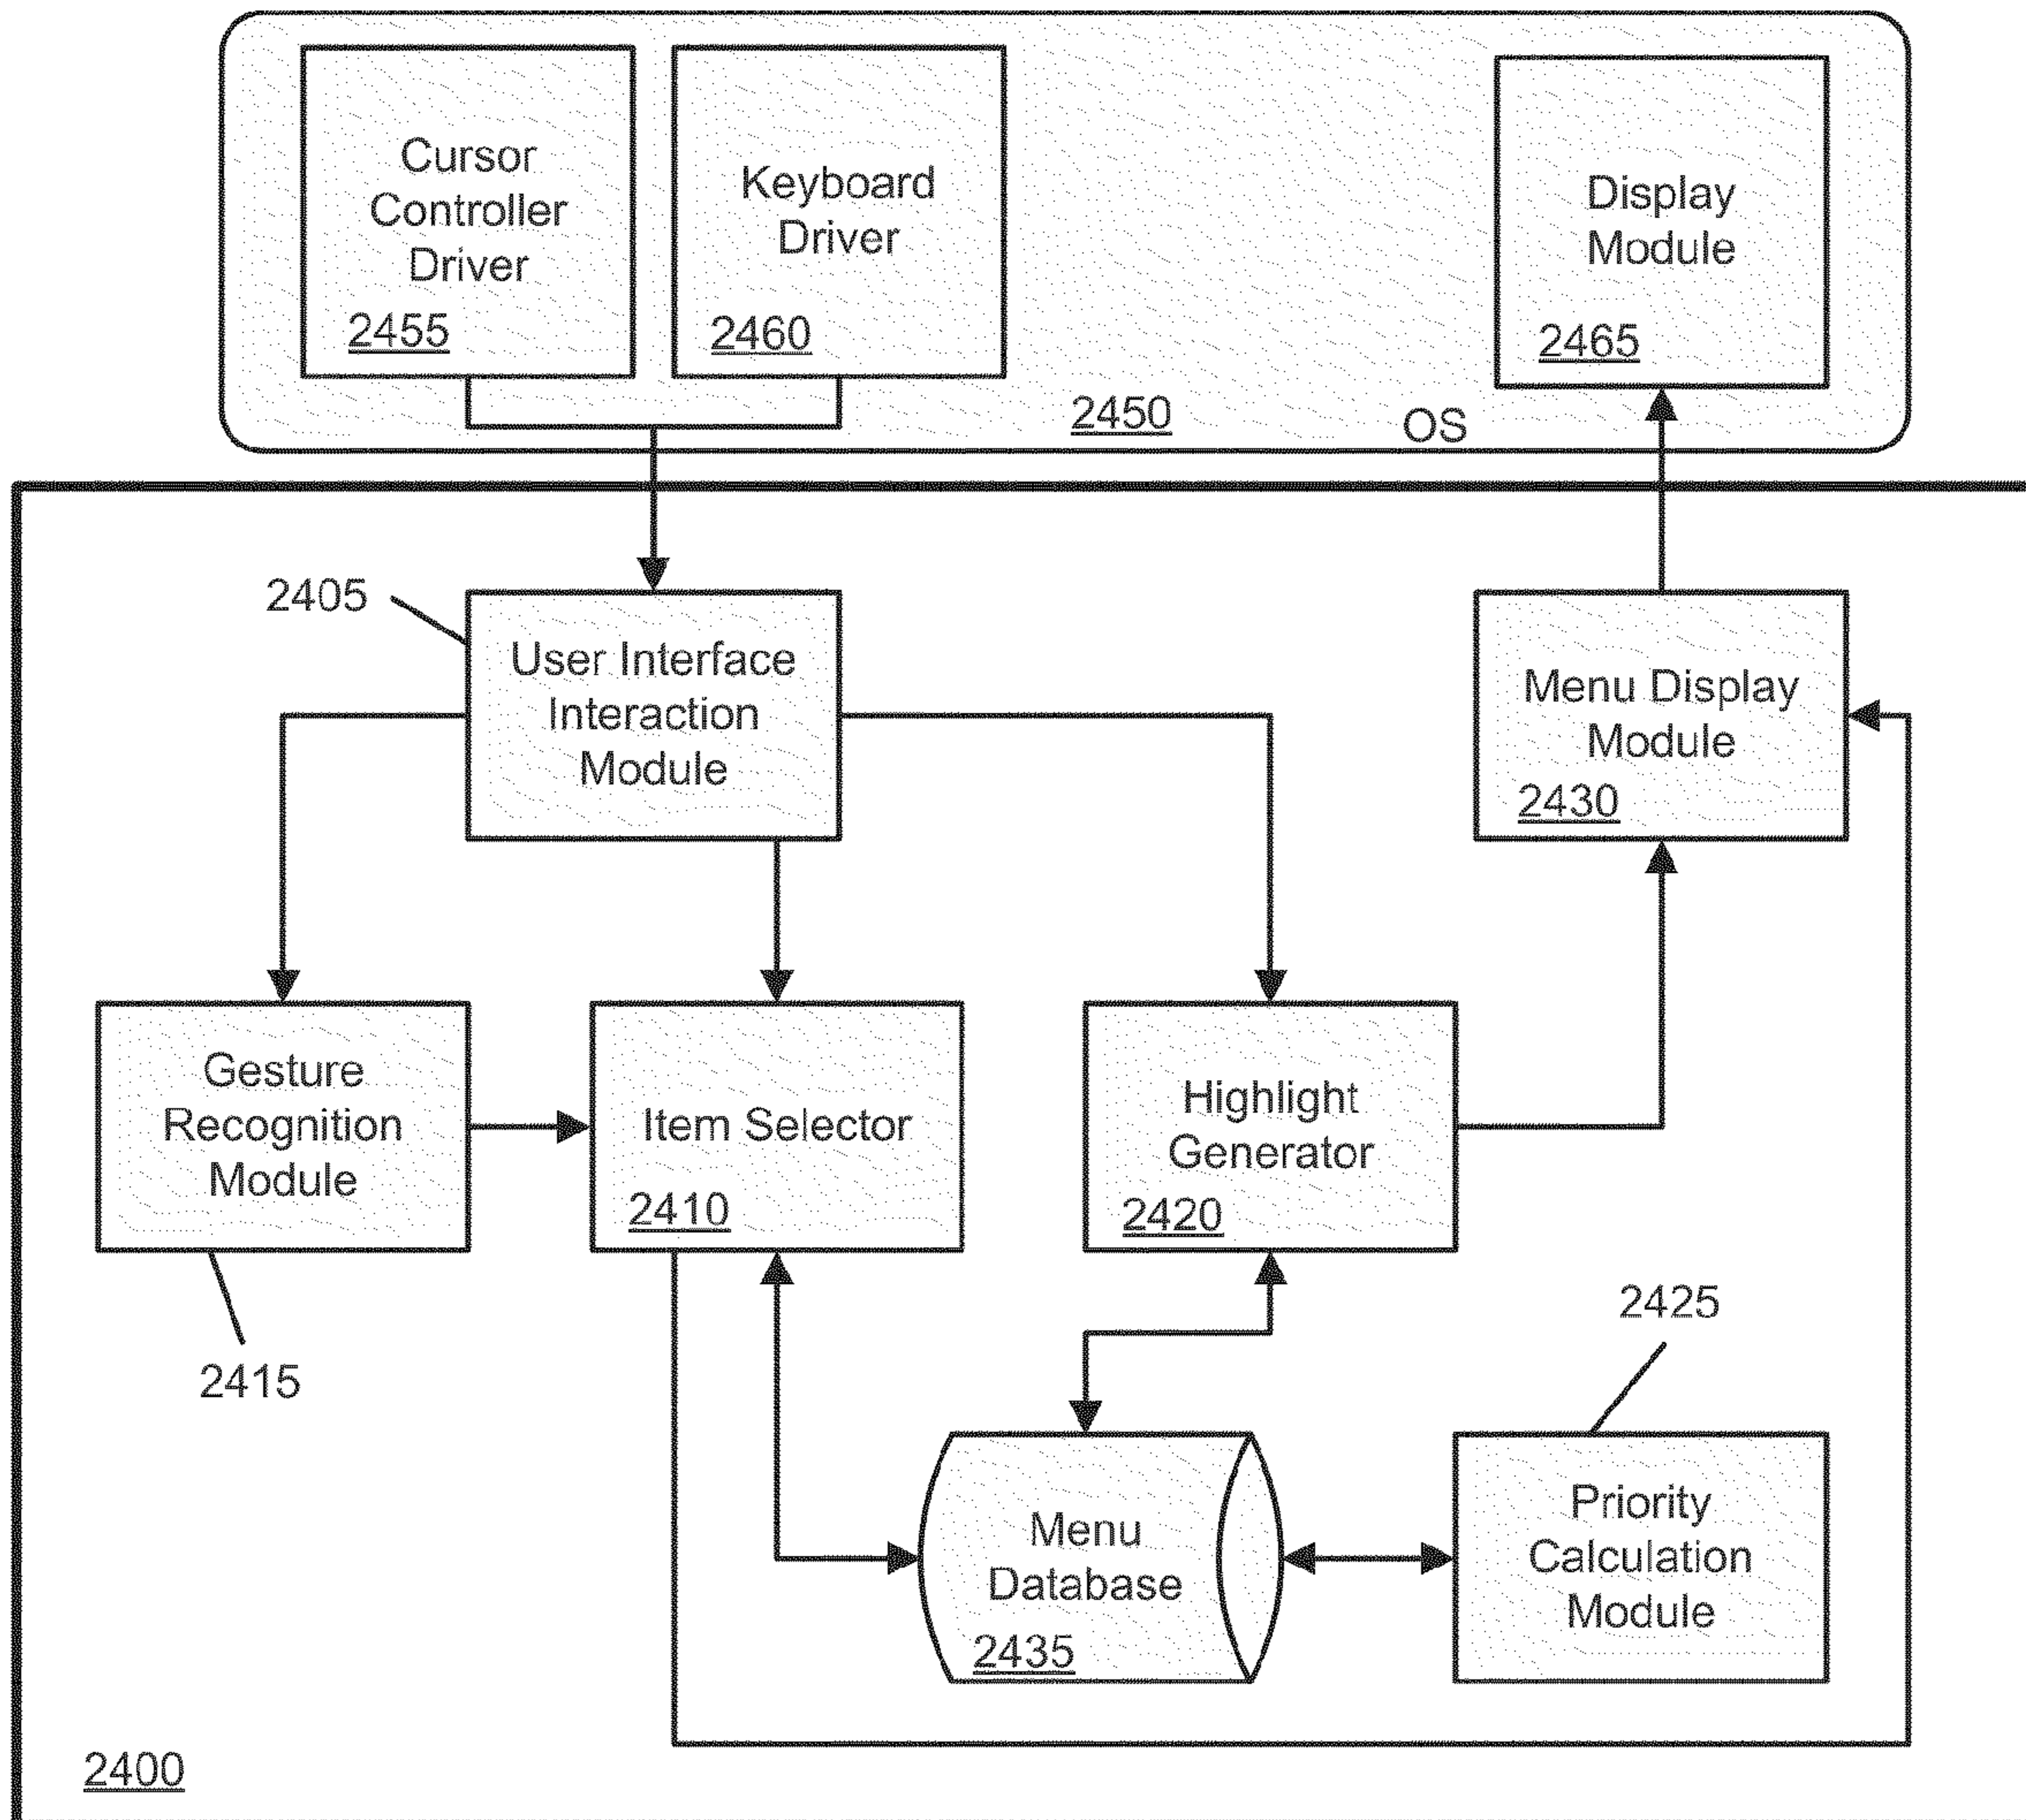 Cursor
Controller
Driver
2455
Keyboard
Driver
2460
Display
Module
2465
2450
OS
2405
User Interface
Interaction
Module
Menu Display
Module
2430
Gesture
Recognition
Module
2415
Item Selector
2410
Highlight
Generator
2420
2425
Menu
Database
2435
Priority
Calculation
Module
2400